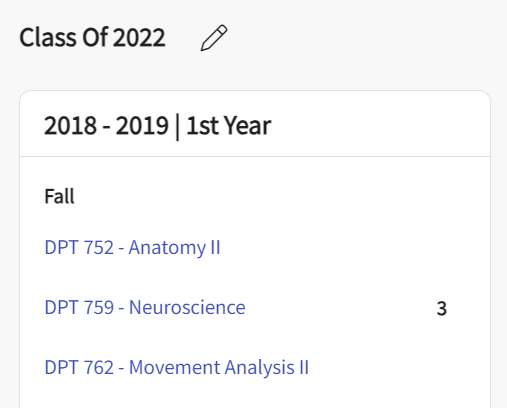 Class Of 2022
2018 - 2019 | 1st Year
Fall
DPT 752 - Anatomy II
DPT 759 - Neuroscience 3
DPT 762 - Movement Analysis II